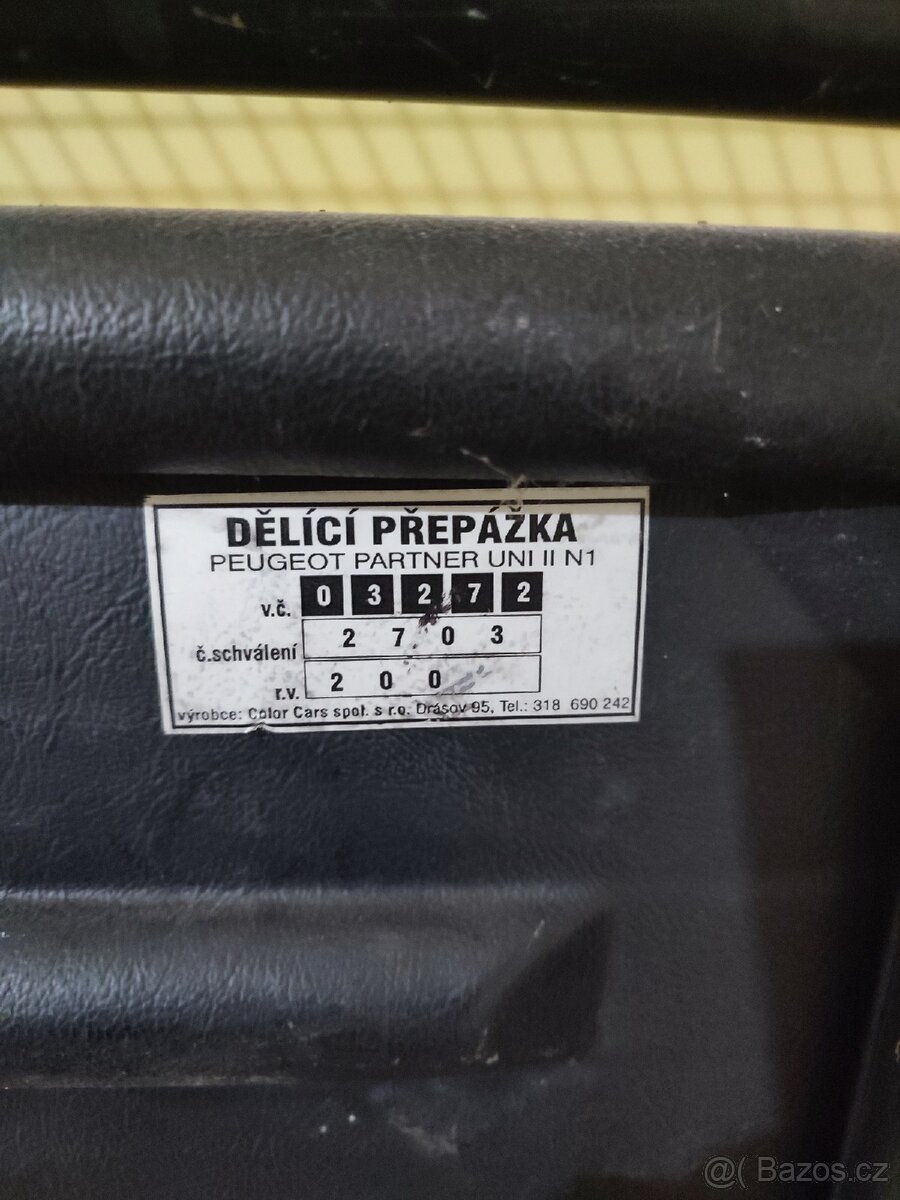 DĚLÍCÍ PŘEPÁŽKA
PEUGEOT PARTNER UNI II N1
v.č. 0 3 2 7 2
č.schválení 2 7 0 3
r.v. 2 0 0
výrobce: Color Cars spol. s r.o. Drásov 95, Tel.: 318 690 242
@( Bazos.cz